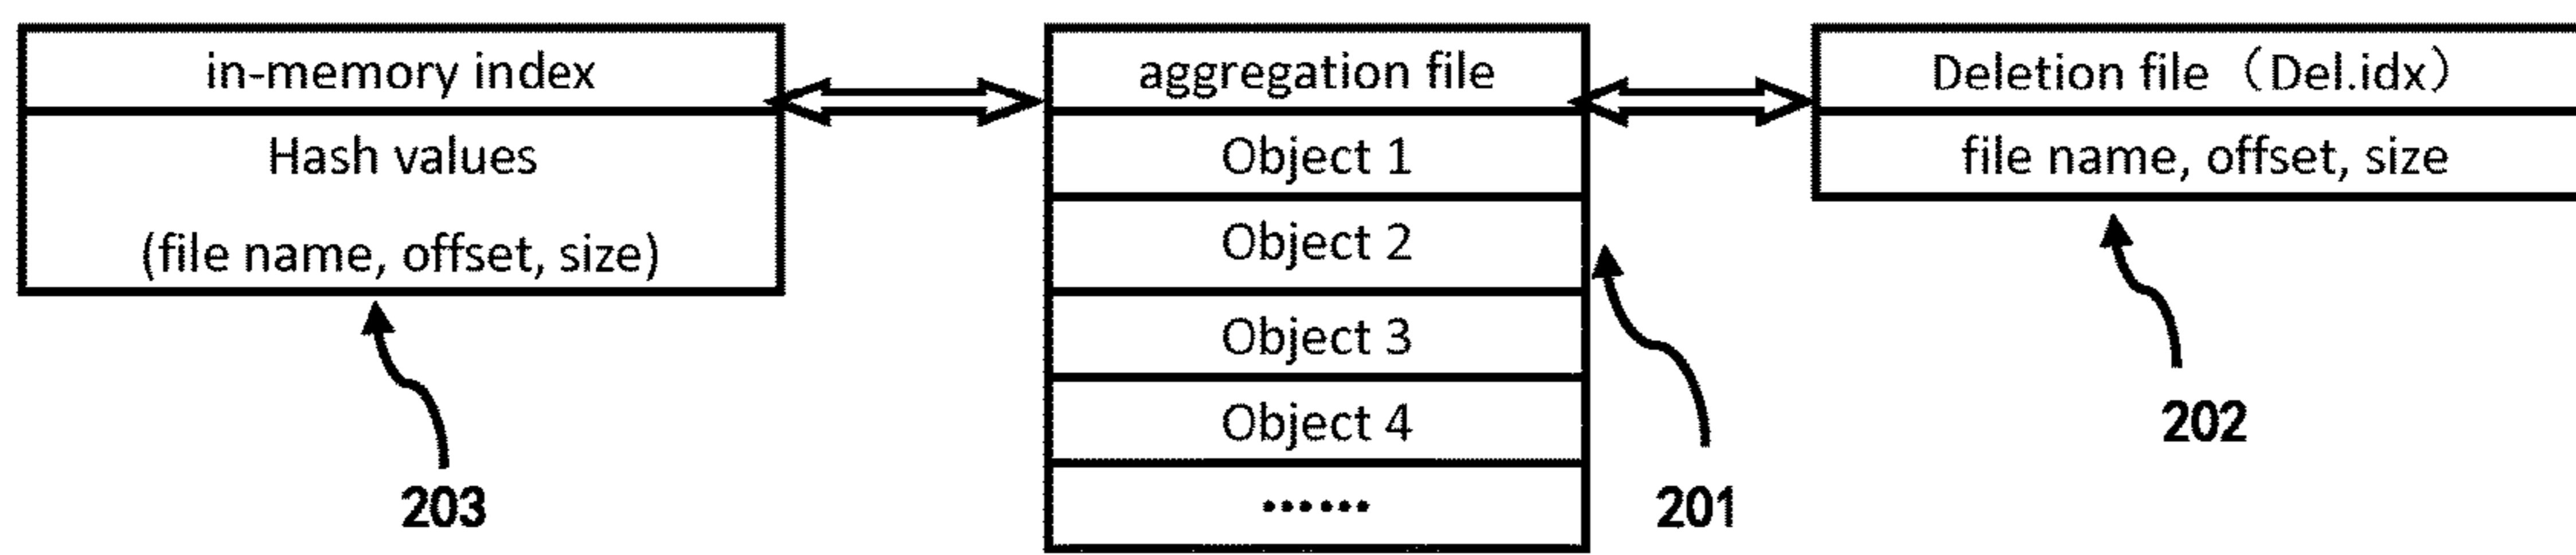 in-memory index
Hash values
(file name, offset, size)
203
aggregation file
Object 1
Object 2
Object 3
Object 4
......
201
Deletion file（Del.idx）
file name, offset, size
202